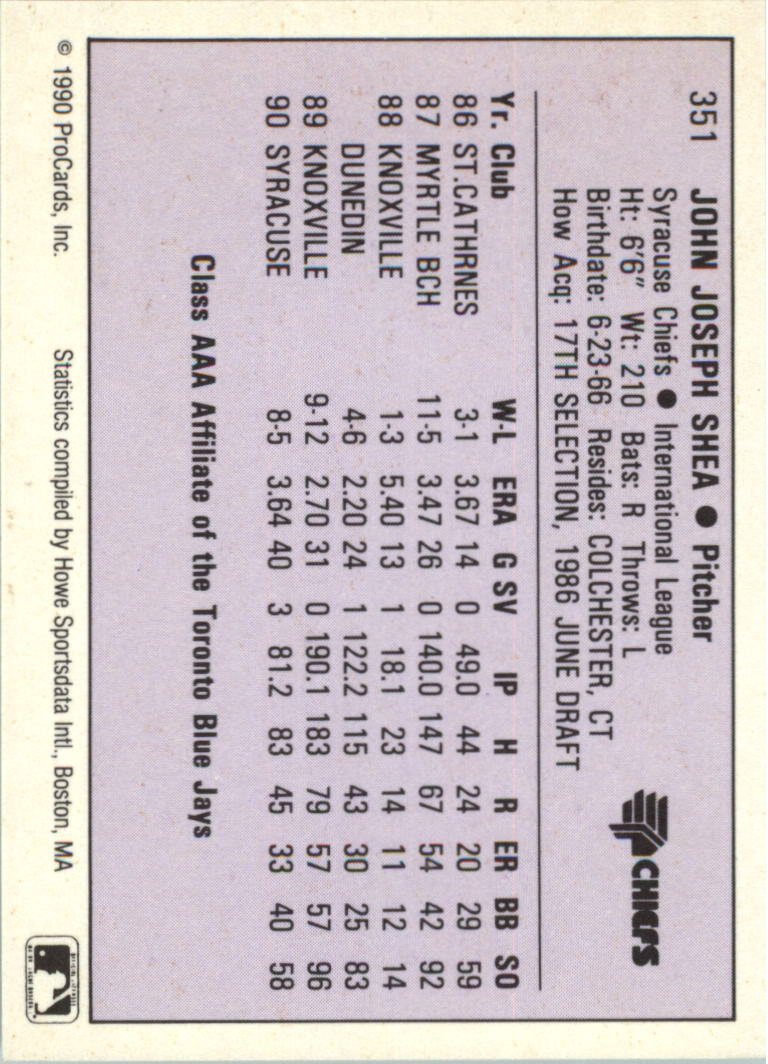 351 JOHN JOSEPH SHEA ● Pitcher
Syracuse Chiefs ● International League
Ht: 6'6" Wt: 210 Bats: R Throws: L
Birthdate: 6-23-66 Resides: COLCHESTER, CT
How Acq: 17TH SELECTION, 1986 JUNE DRAFT
CHIEFS
Yr. Club W-L ERA G SV IP H R ER BB SO
86 ST.CATHRNES 3-1 3.67 14 0 49.0 44 24 20 29 59
87 MYRTLE BCH 11-5 3.47 26 0 140.0 147 67 54 42 92
88 KNOXVILLE 1-3 5.40 13 1 18.1 23 14 11 12 14
DUNEDIN 4-6 2.20 24 1 122.2 115 43 30 25 83
89 KNOXVILLE 9-12 2.70 31 0 190.1 183 79 57 57 96
90 SYRACUSE 8-5 3.64 40 3 81.2 83 45 33 40 58
Class AAA Affiliate of the Toronto Blue Jays
© 1990 ProCards, Inc. Statistics compiled by Howe Sportsdata Intl., Boston, MA